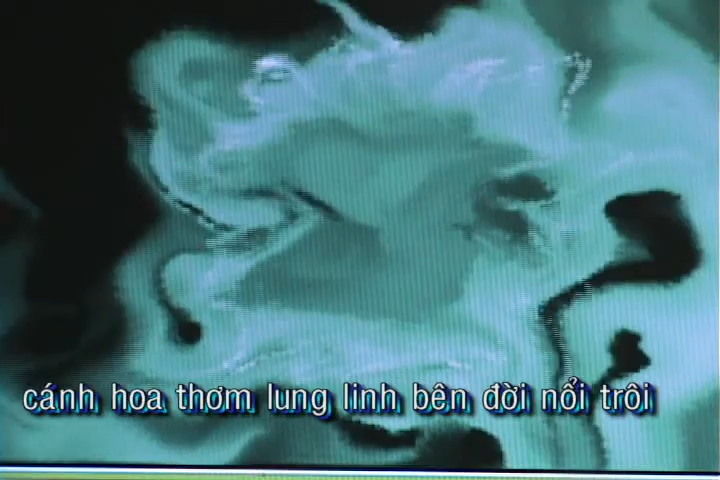 cánh hoa thơm lung linh bên đời nổi trôi